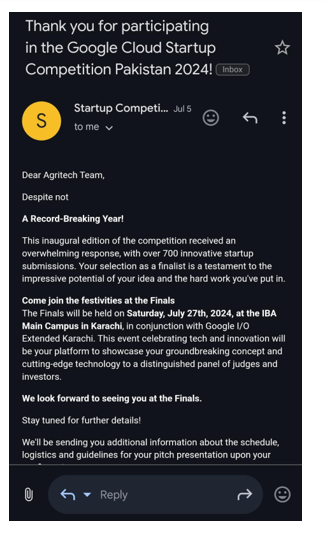 Thank you for participating
in the Google Cloud Startup
Competition Pakistan 2024! Inbox
S
Startup Competi... Jul 5
to me
Dear Agritech Team,
Despite not
A Record-Breaking Year!
This inaugural edition of the competition received an
overwhelming response, with over 700 innovative startup
submissions. Your selection as a finalist is a testament to the
impressive potential of your idea and the hard work you've put in.
Come join the festivities at the Finals
The Finals will be held on Saturday, July 27th, 2024, at the IBA
Main Campus in Karachi, in conjunction with Google I/O
Extended Karachi. This event celebrating tech and innovation will
be your platform to showcase your groundbreaking concept and
cutting-edge technology to a distinguished panel of judges and
investors.
We look forward to seeing you at the Finals.
Stay tuned for further details!
We'll be sending you additional information about the schedule,
logistics and guidelines for your pitch presentation upon your
Reply